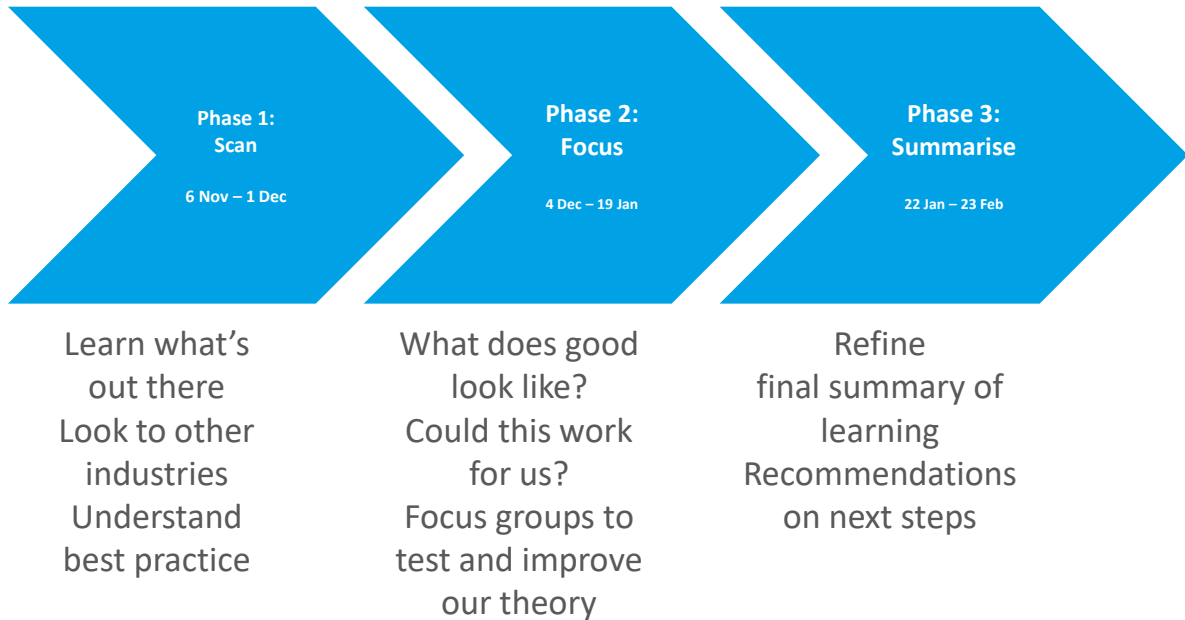 Phase 1:
Scan
6 Nov – 1 Dec
Learn what’s
out there
Look to other
industries
Understand
best practice
Phase 2:
Focus
4 Dec – 19 Jan
What does good
look like?
Could this work
for us?
Focus groups to
test and improve
our theory
Phase 3:
Summarise
22 Jan – 23 Feb
Refine
final summary of
learning
Recommendations
on next steps